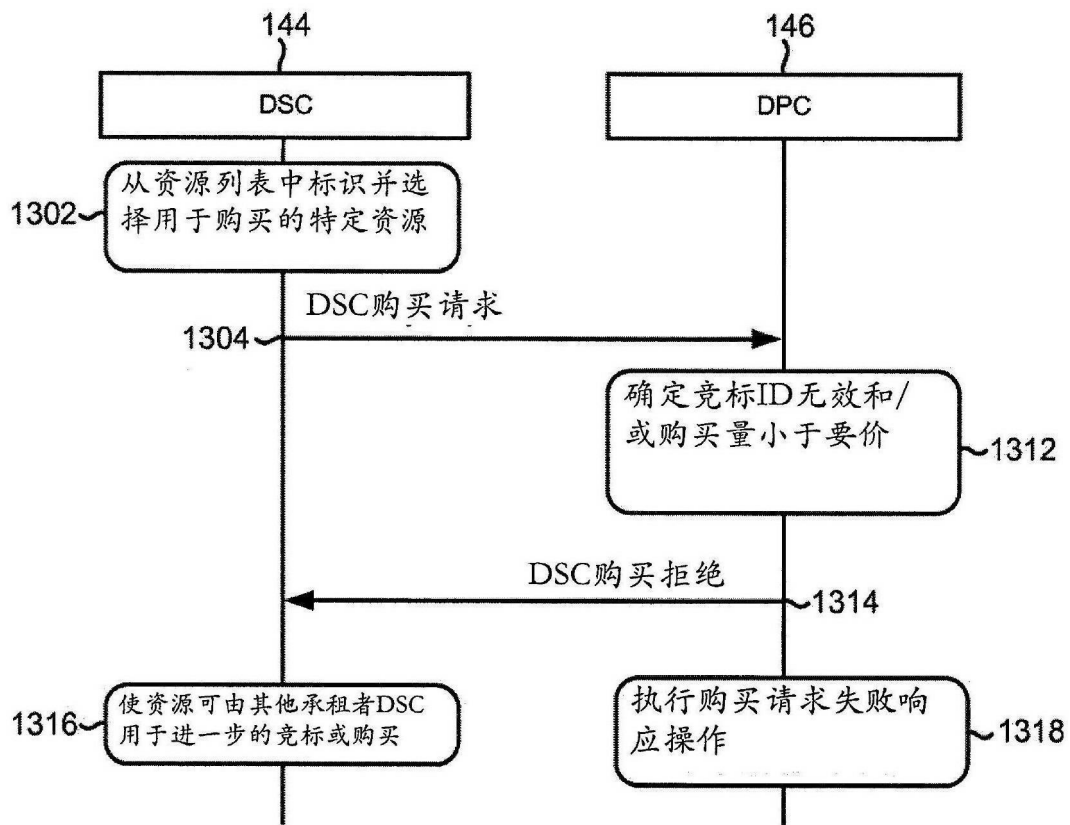 144
146
DSC
DPC
从资源列表中标识并选
择用于购买的特定资源
1302
DSC购买请求
1304
确定竞标ID无效和/
或购买量小于要价
1312
DSC购买拒绝
1314
使资源可由其他承租者DSC
用于进一步的竞标或购买
1316
执行购买请求失败响
应操作
1318